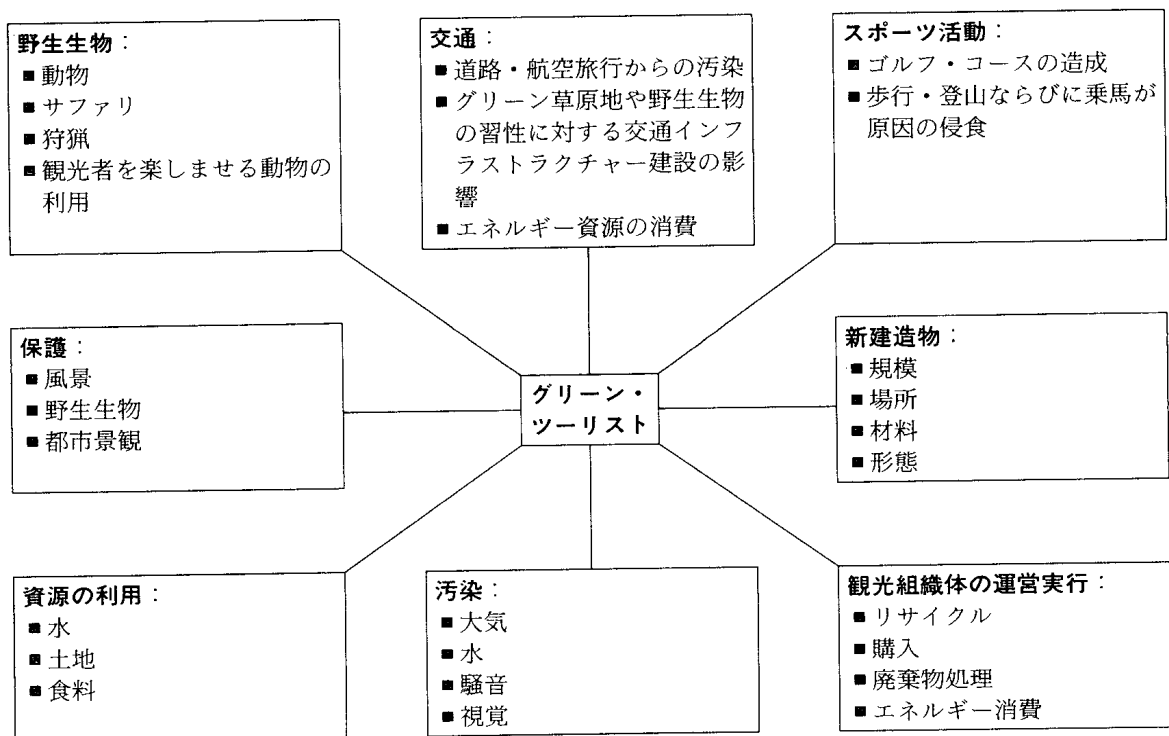 野生生物：
■ 動物
■ サファリ
■ 狩猟
■ 観光者を楽しませる動物の
利用
交通：
■ 道路・航空旅行からの汚染
■ グリーン草原地や野生生物
の習性に対する交通インフ
ラストラクチャー建設の影
響
■ エネルギー資源の消費
スポーツ活動：
■ ゴルフ・コースの造成
■ 歩行・登山ならびに乗馬が
原因の侵食
保護：
■ 風景
■ 野生生物
■ 都市景観
グリーン・
ツーリスト
新建造物：
■ 規模
■ 場所
■ 材料
■ 形態
資源の利用：
■ 水
■ 土地
■ 食料
汚染：
■ 大気
■ 水
■ 騒音
■ 視覚
観光組織体の運営実行：
■ リサイクル
■ 購入
■ 廃棄物処理
■ エネルギー消費